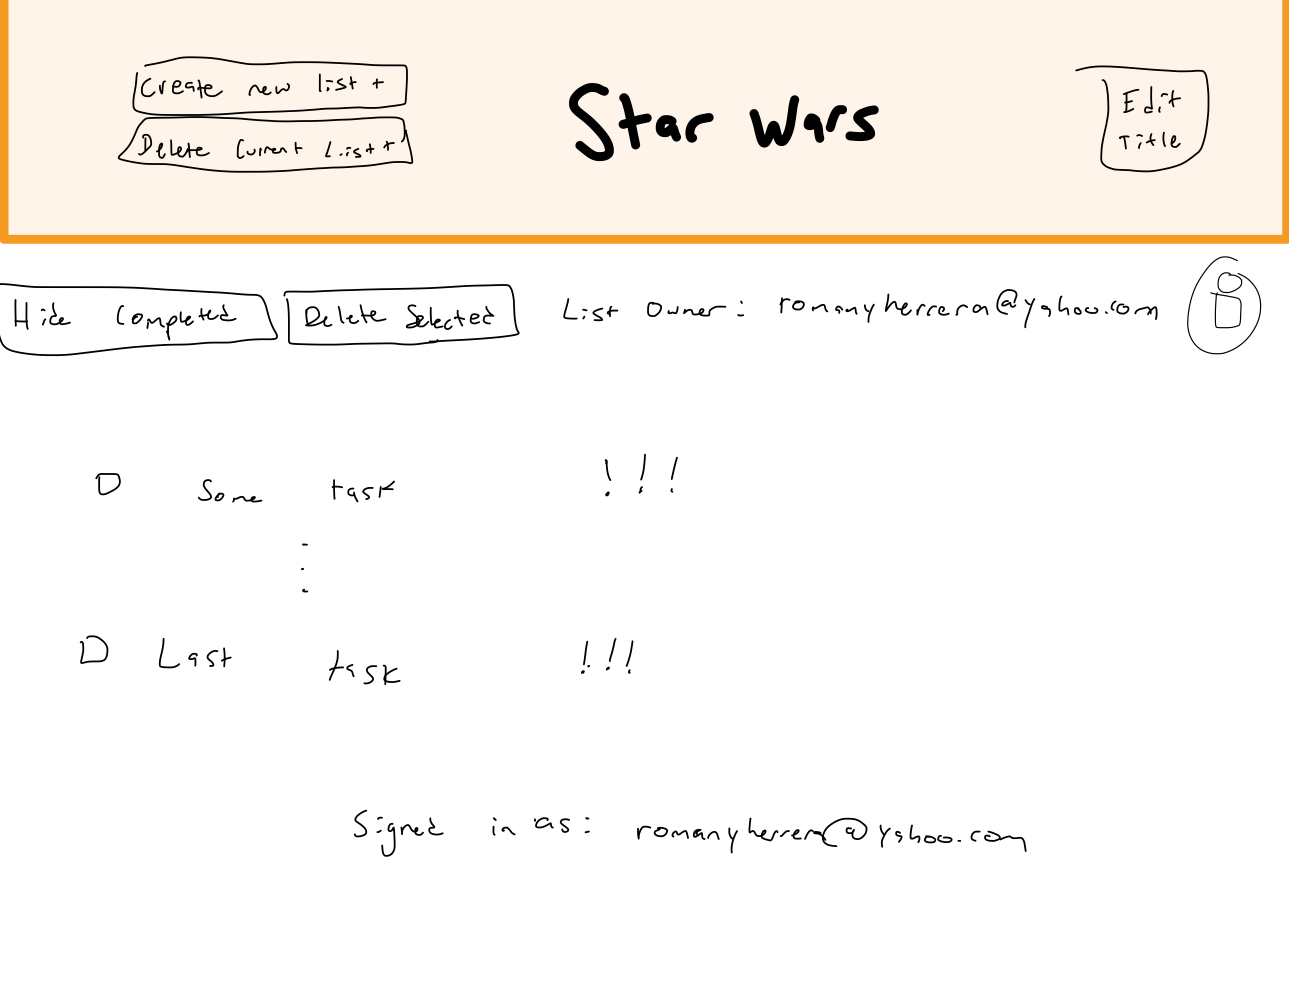 Create new list +
Delete Current List +
Star Wars
Edit
Title
Hide Completed
Delete Selected
List Owner: romanyherrera@yahoo.com
i
Some task !!!
Last task !!!
Signed in as: romanyherrera@yahoo.com